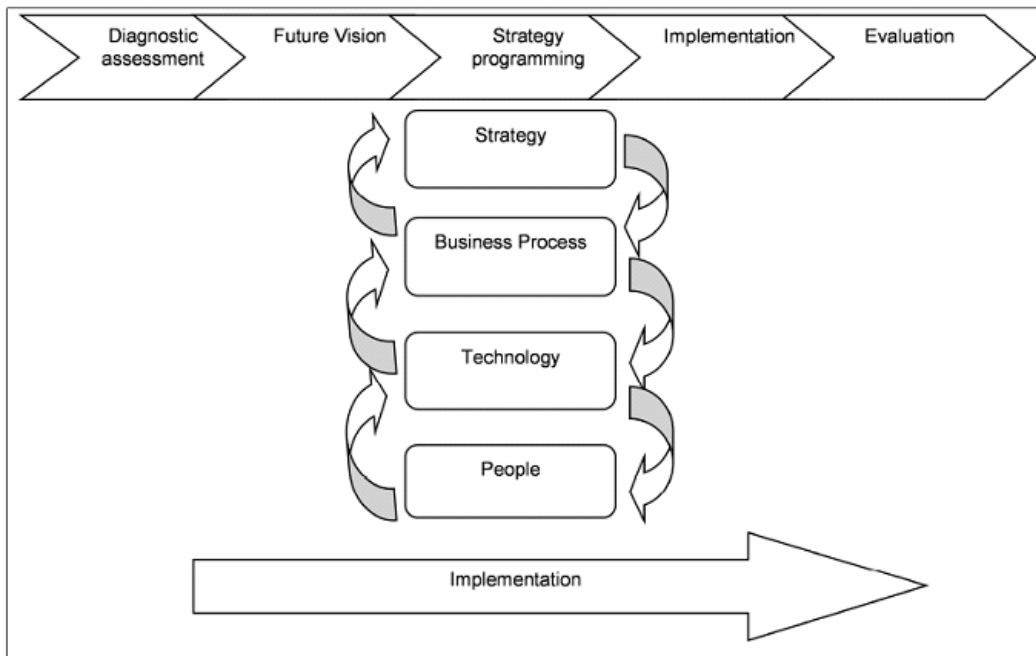 Diagnostic
assessment
Future Vision
Strategy
programming
Implementation
Evaluation
Strategy
Business Process
Technology
People
Implementation